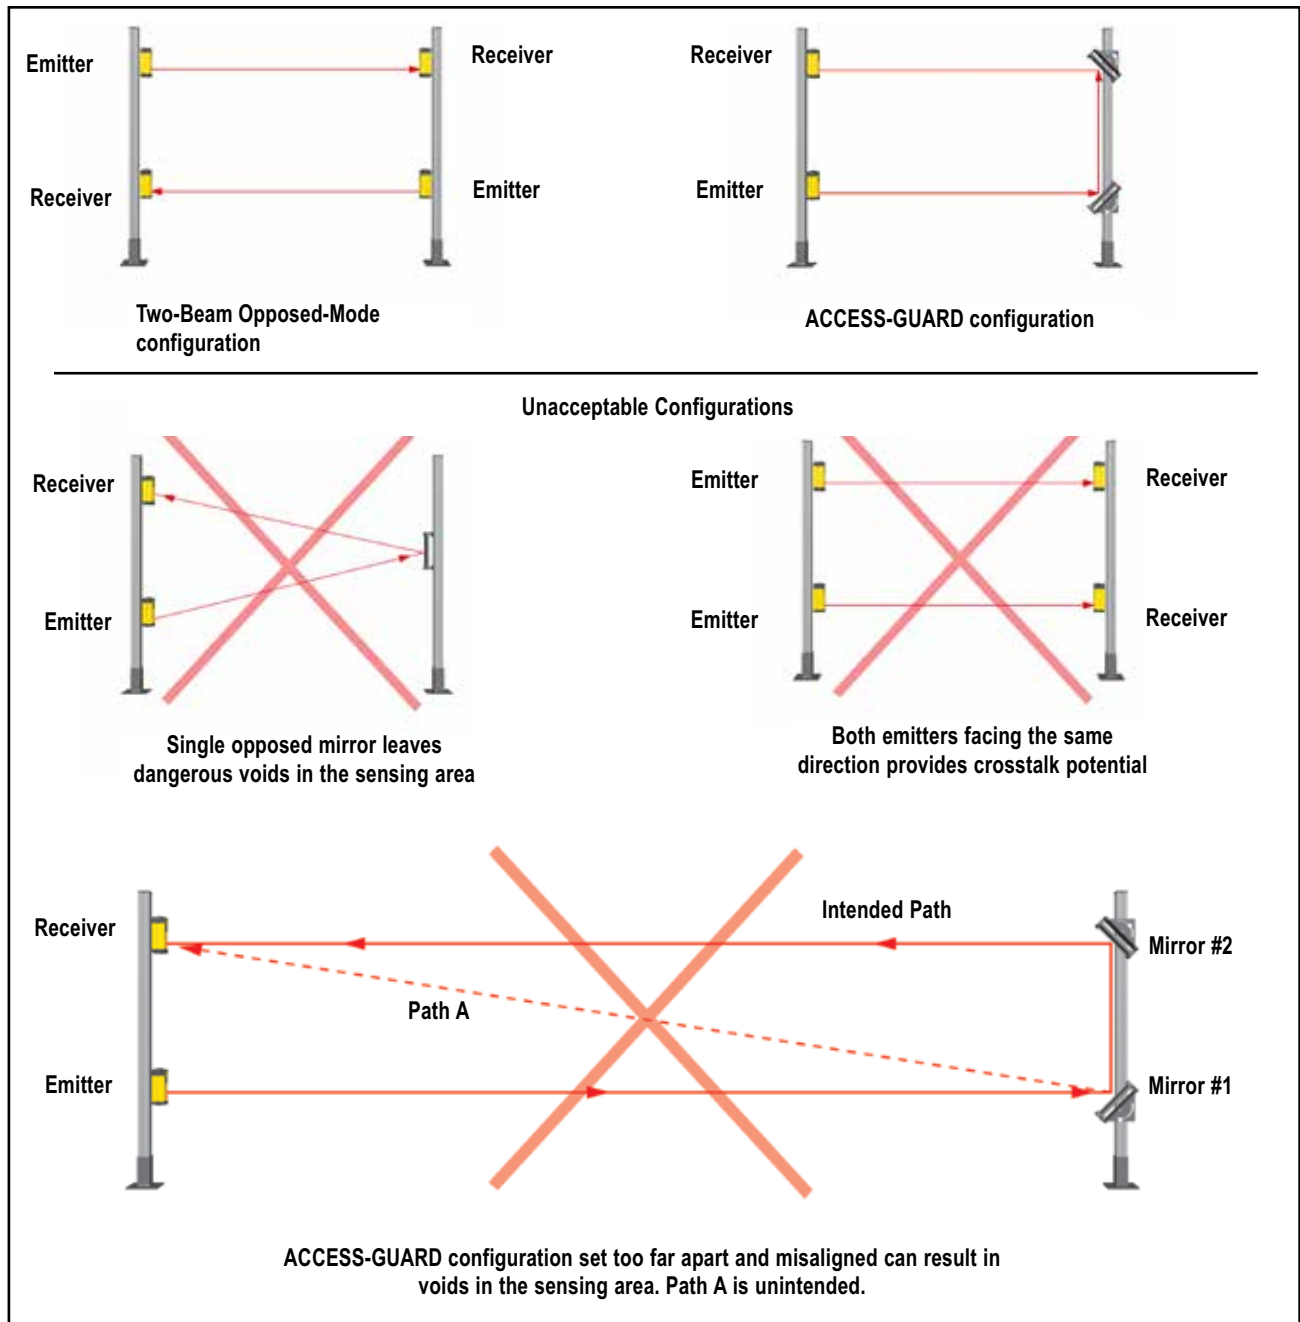 Emitter
Receiver
Receiver
Emitter
Two-Beam Opposed-Mode
configuration
Receiver
Emitter
ACCESS-GUARD configuration
Unacceptable Configurations
Receiver
Emitter
Single opposed mirror leaves
dangerous voids in the sensing area
Emitter
Receiver
Emitter
Receiver
Both emitters facing the same
direction provides crosstalk potential
Receiver
Intended Path
Mirror #2
Path A
Emitter
Mirror #1
ACCESS-GUARD configuration set too far apart and misaligned can result in
voids in the sensing area. Path A is unintended.